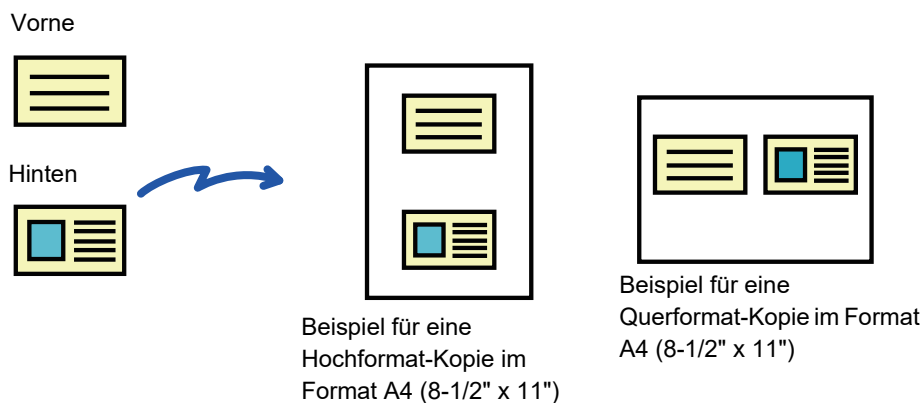 Vorne
Hinten
Beispiel für eine
Hochformat-Kopie im
Format A4 (8-1/2" x 11")
Beispiel für eine
Querformat-Kopie im Format
A4 (8-1/2" x 11")